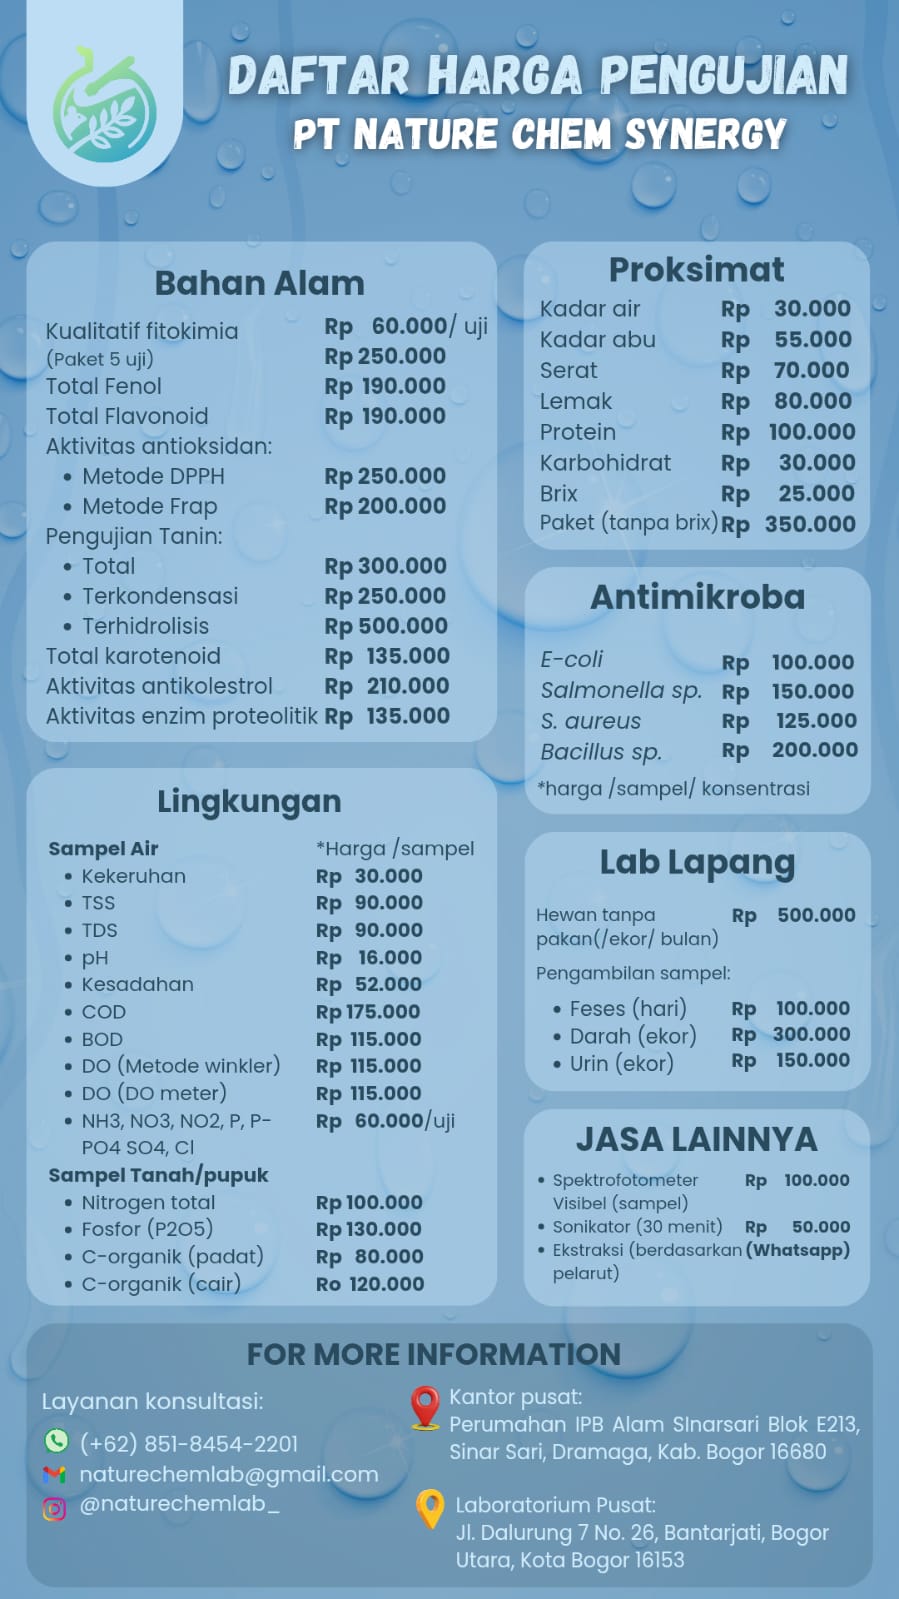 DAFTAR HARGA PENGUJIAN
PT NATURE CHEM SYNERGY
Bahan Alam
Kualitatif fitokimia Rp 60.000/ uji
(Paket 5 uji) Rp 250.000
Total Fenol Rp 190.000
Total Flavonoid Rp 190.000
Aktivitas antioksidan:
• Metode DPPH Rp 250.000
• Metode Frap Rp 200.000
Pengujian Tanin:
• Total Rp 300.000
• Terkondensasi Rp 250.000
• Terhidrolisis Rp 500.000
Total karotenoid Rp 135.000
Aktivitas antikolestrol Rp 210.000
Aktivitas enzim proteolitik Rp 135.000
Proksimat
Kadar air Rp 30.000
Kadar abu Rp 55.000
Serat Rp 70.000
Lemak Rp 80.000
Protein Rp 100.000
Karbohidrat Rp 30.000
Brix Rp 25.000
Paket (tanpa brix) Rp 350.000
Antimikroba
E-coli Rp 100.000
Salmonella sp. Rp 150.000
S. aureus Rp 125.000
Bacillus sp. Rp 200.000
*harga /sampel/ konsentrasi
Lingkungan
Sampel Air *Harga /sampel
• Kekeruhan Rp 30.000
• TSS Rp 90.000
• TDS Rp 90.000
• pH Rp 16.000
• Kesadahan Rp 52.000
• COD Rp 175.000
• BOD Rp 115.000
• DO (Metode winkler) Rp 115.000
• DO (DO meter) Rp 115.000
• NH3, NO3, NO2, P, P- Rp 60.000/uji
PO4 SO4, Cl
Sampel Tanah/pupuk
• Nitrogen total Rp 100.000
• Fosfor (P2O5) Rp 130.000
• C-organik (padat) Rp 80.000
• C-organik (cair) Ro 120.000
Lab Lapang
Hewan tanpa Rp 500.000
pakan(/ekor/ bulan)
Pengambilan sampel:
• Feses (hari) Rp 100.000
• Darah (ekor) Rp 300.000
• Urin (ekor) Rp 150.000
JASA LAINNYA
• Spektrofotometer Rp 100.000
Visibel (sampel)
• Sonikator (30 menit) Rp 50.000
• Ekstraksi (berdasarkan (Whatsapp)
pelarut)
FOR MORE INFORMATION
Layanan konsultasi:
(+62) 851-8454-2201
naturechemlab@gmail.com
@naturechemlab_
Kantor pusat:
Perumahan IPB Alam SInarsari Blok E213,
Sinar Sari, Dramaga, Kab. Bogor 16680
Laboratorium Pusat:
Jl. Dalurung 7 No. 26, Bantarjati, Bogor
Utara, Kota Bogor 16153